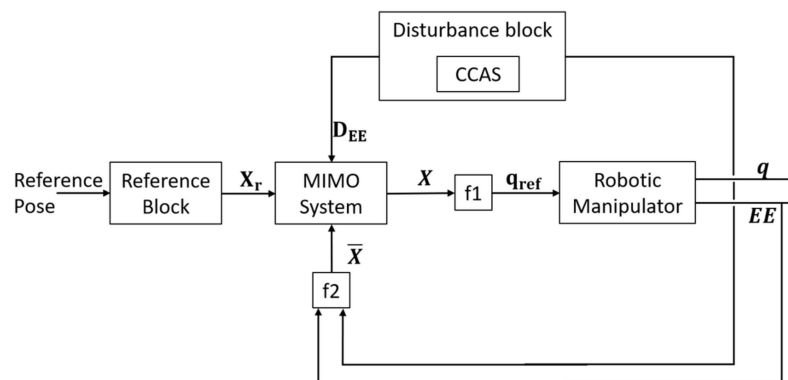 Disturbance block
CCAS
D_EE
Reference Pose
Reference Block
X_r
MIMO System
X
f1
q_ref
Robotic Manipulator
q
EE
X̅
f2